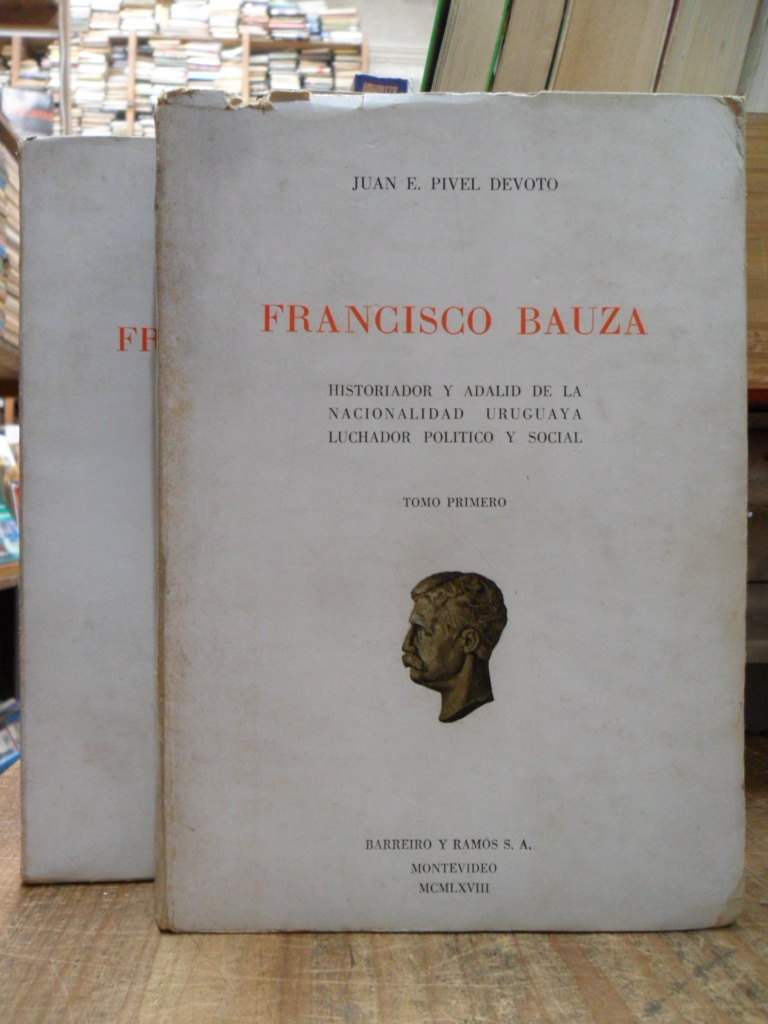 JUAN E. PIVEL DEVOTO
FRANCISCO BAUZA
HISTORIADOR Y ADALID DE LA
NACIONALIDAD URUGUAYA
LUCHADOR POLITICO Y SOCIAL
TOMO PRIMERO
BARREIRO Y RAMOS S. A.
MONTEVIDEO
MCMLXVIII
FR